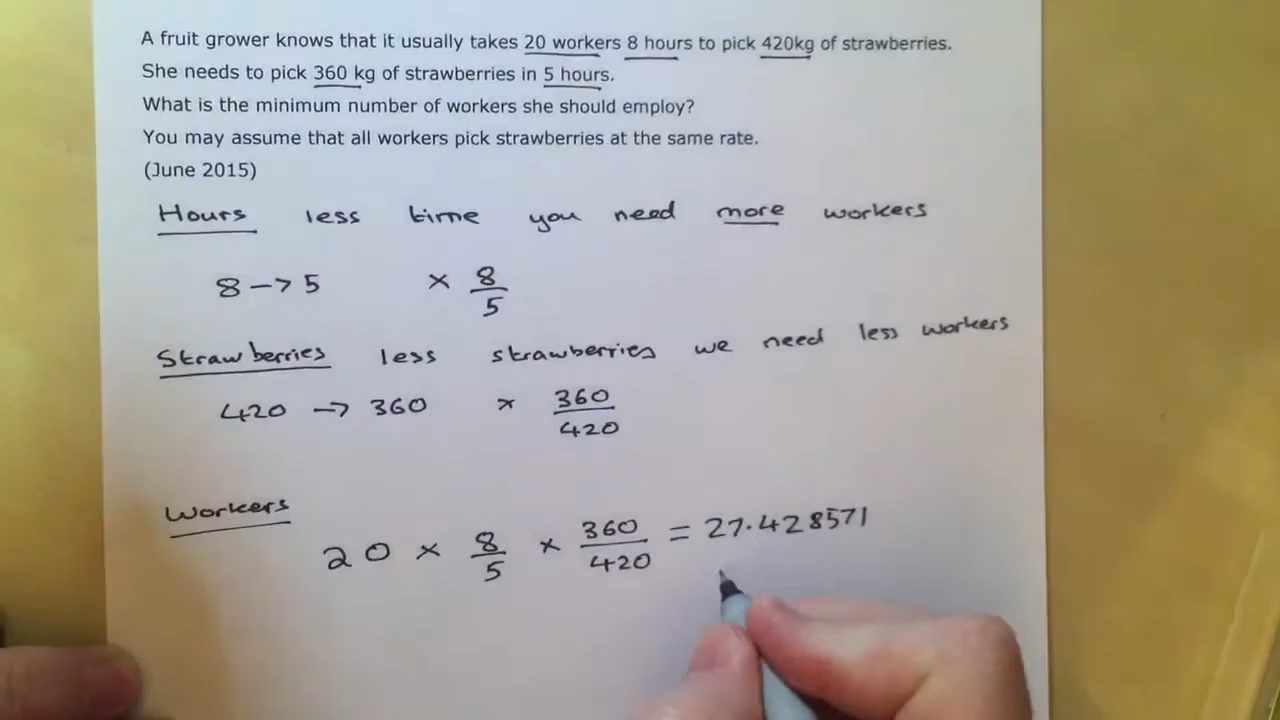 A fruit grower knows that it usually takes 20 workers 8 hours to pick 420kg of strawberries.
She needs to pick 360 kg of strawberries in 5 hours.
What is the minimum number of workers she should employ?
You may assume that all workers pick strawberries at the same rate.
(June 2015)
Hours less time you need more workers
8 → 5 × 8/5
Strawberries less strawberries we need less workers
420 → 360 × 360/420
Workers
20 × 8/5 × 360/420 = 27.428571